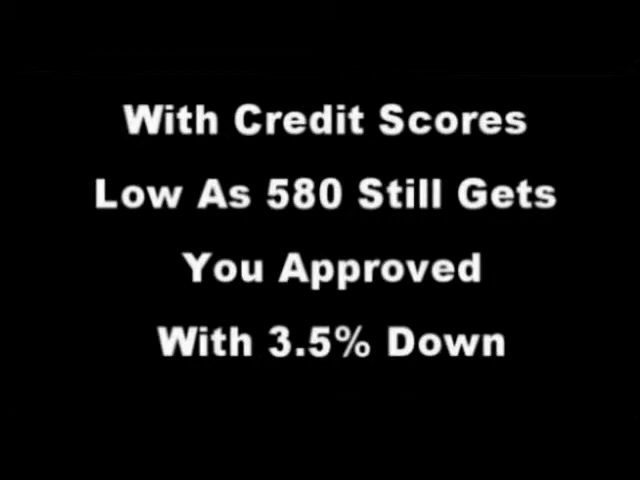 With Credit Scores
Low As 580 Still Gets
You Approved
With 3.5% Down